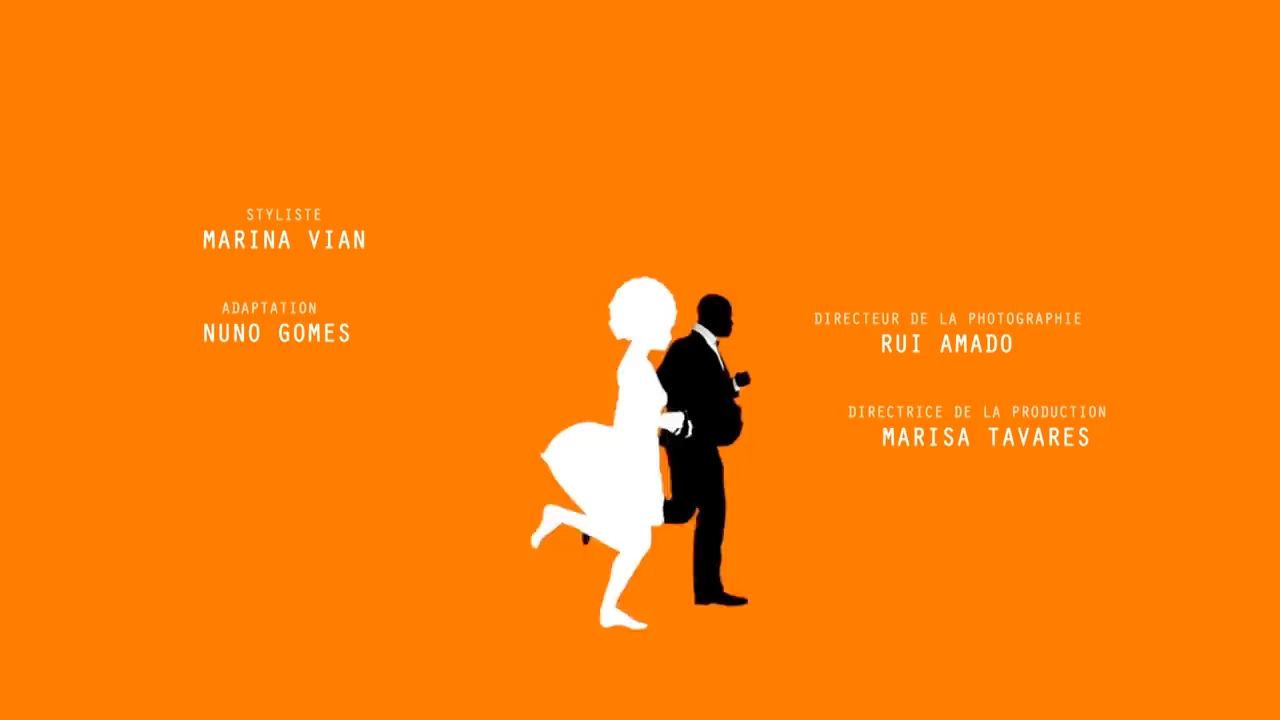 STYLISTE
MARINA VIAN
ADAPTATION
NUNO GOMES
DIRECTEUR DE LA PHOTOGRAPHIE
RUI AMADO
DIRECTRICE DE LA PRODUCTION
MARISA TAVARES